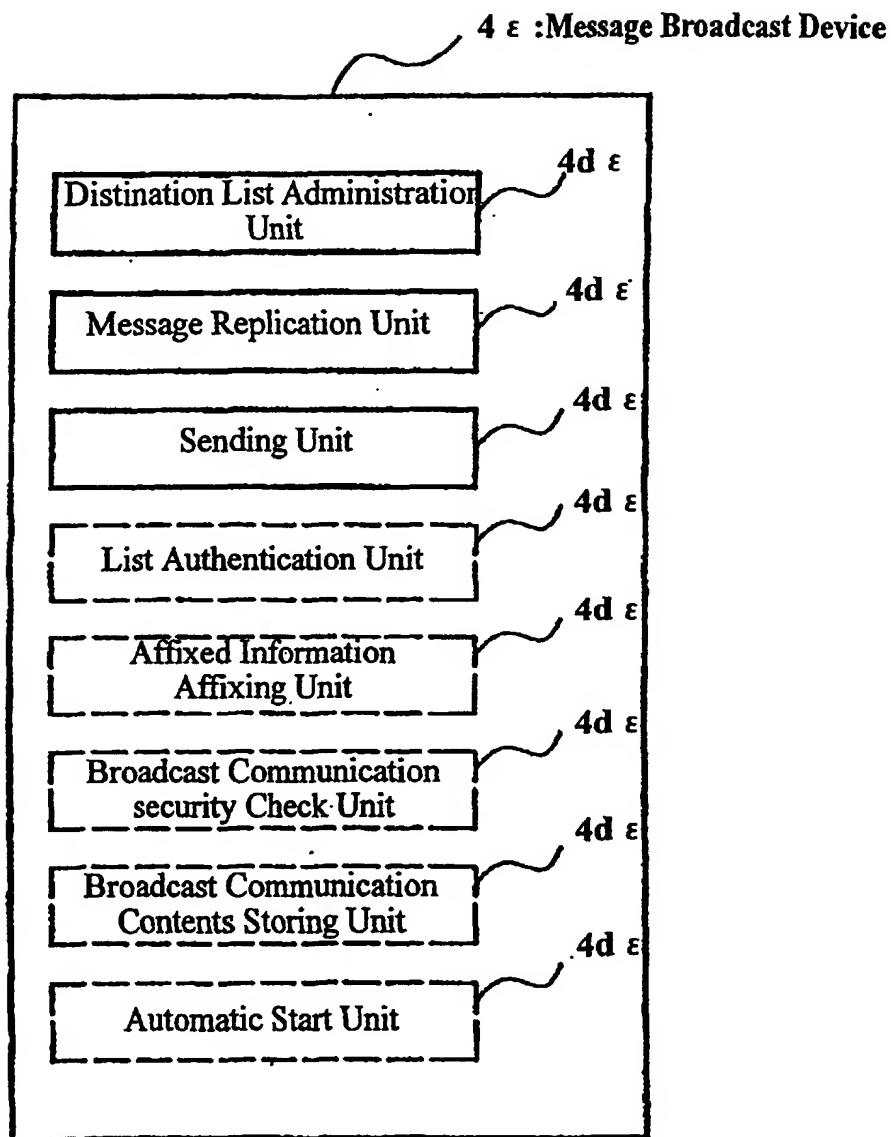 4 ε :Message Broadcast Device
4d ε
Distination List Administration
Unit
4d ε
Message Replication Unit
4d ε
Sending Unit
4d ε
List Authentication Unit
4d ε
Affixed Information
Affixing Unit
4d ε
Broadcast Communication
security Check Unit
4d ε
Broadcast Communication
Contents Storing Unit
4d ε
Automatic Start Unit